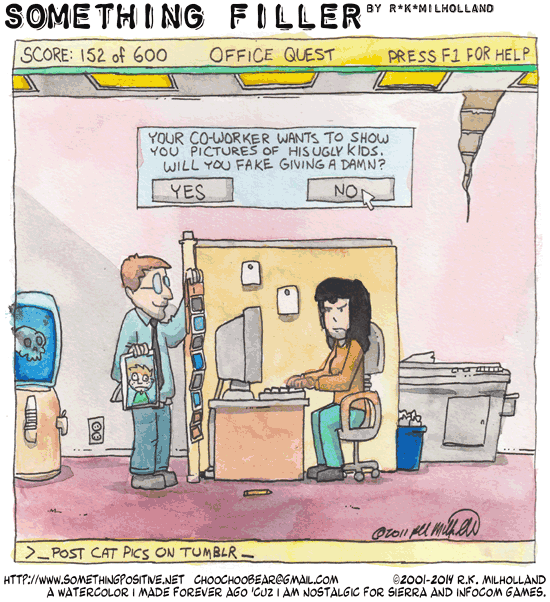 SOMETHING FILLER BY R*K*MILHOLLAND
SCORE: 152 of 600 OFFICE QUEST PRESS F1 FOR HELP
YOUR CO-WORKER WANTS TO SHOW
YOU PICTURES OF HIS UGLY KIDS.
WILL YOU FAKE GIVING A DAMN?
YES NO
©2011 RK Milholland
>_POST CAT PICS ON TUMBLR_
HTTP://WWW.SOMETHINGPOSITIVE.NET CHOOCHOOBEAR@GMAIL.COM ©2001-2014 R.K. MILHOLLAND
A WATERCOLOR I MADE FOREVER AGO 'CUZ I AM NOSTALGIC FOR SIERRA AND INFOCOM GAMES.